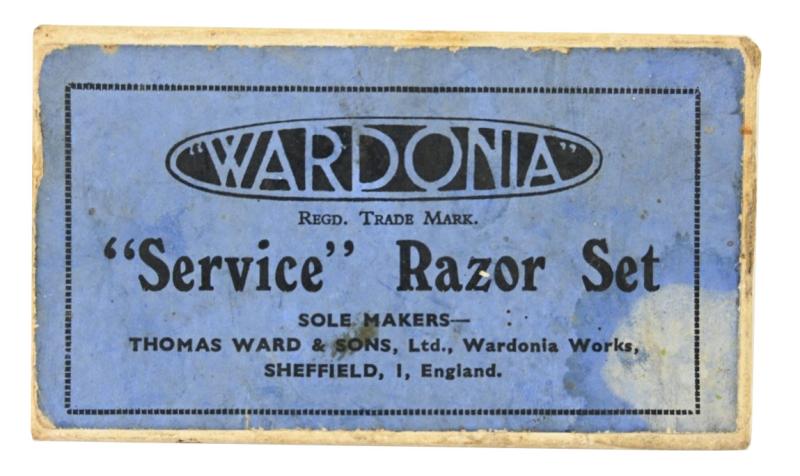 "WARDONIA"
REGD. TRADE MARK.
"Service" Razor Set
SOLE MAKERS—
THOMAS WARD & SONS, Ltd., Wardonia Works,
SHEFFIELD, 1, England.